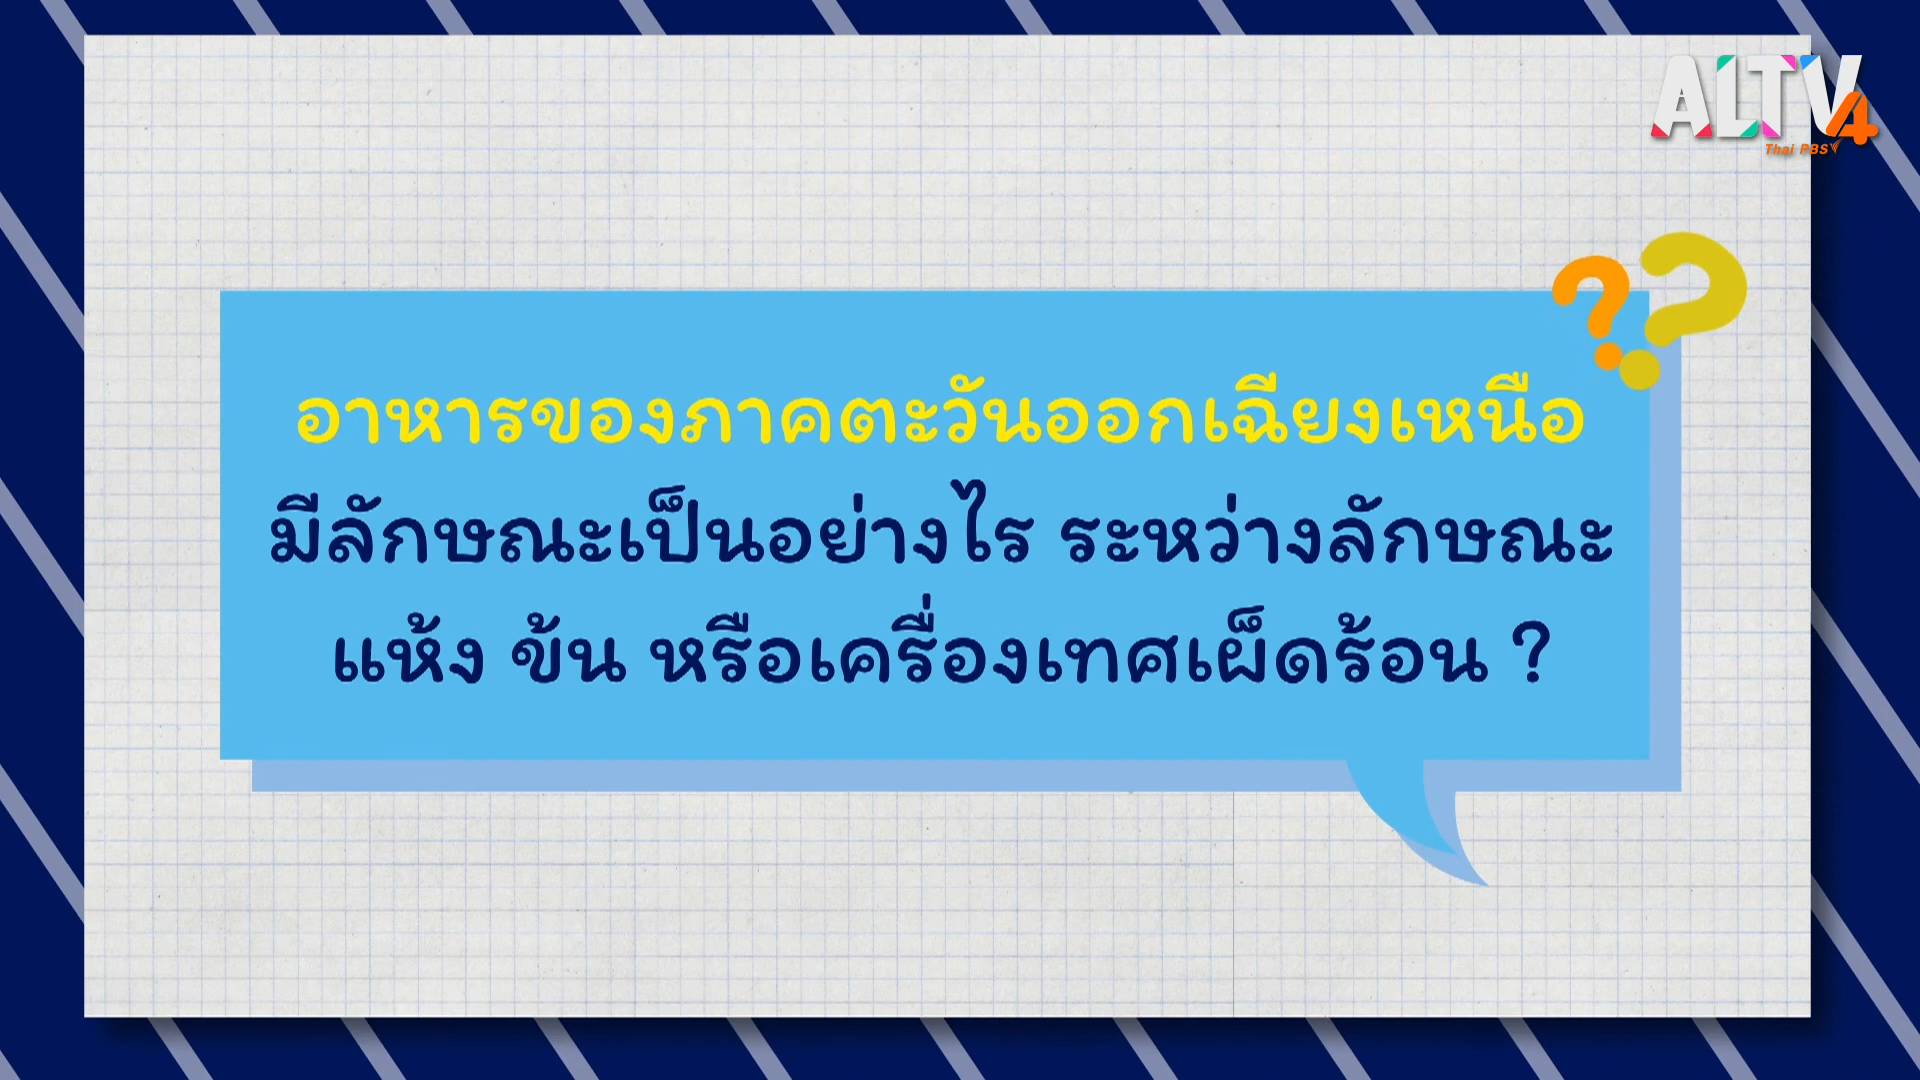 ALTV4
Thai PBS
อาหารของภาคตะวันออกเฉียงเหนือ
มีลักษณะเป็นอย่างไร ระหว่างลักษณะ
แห้ง ข้น หรือเครื่องเทศเผ็ดร้อน ?